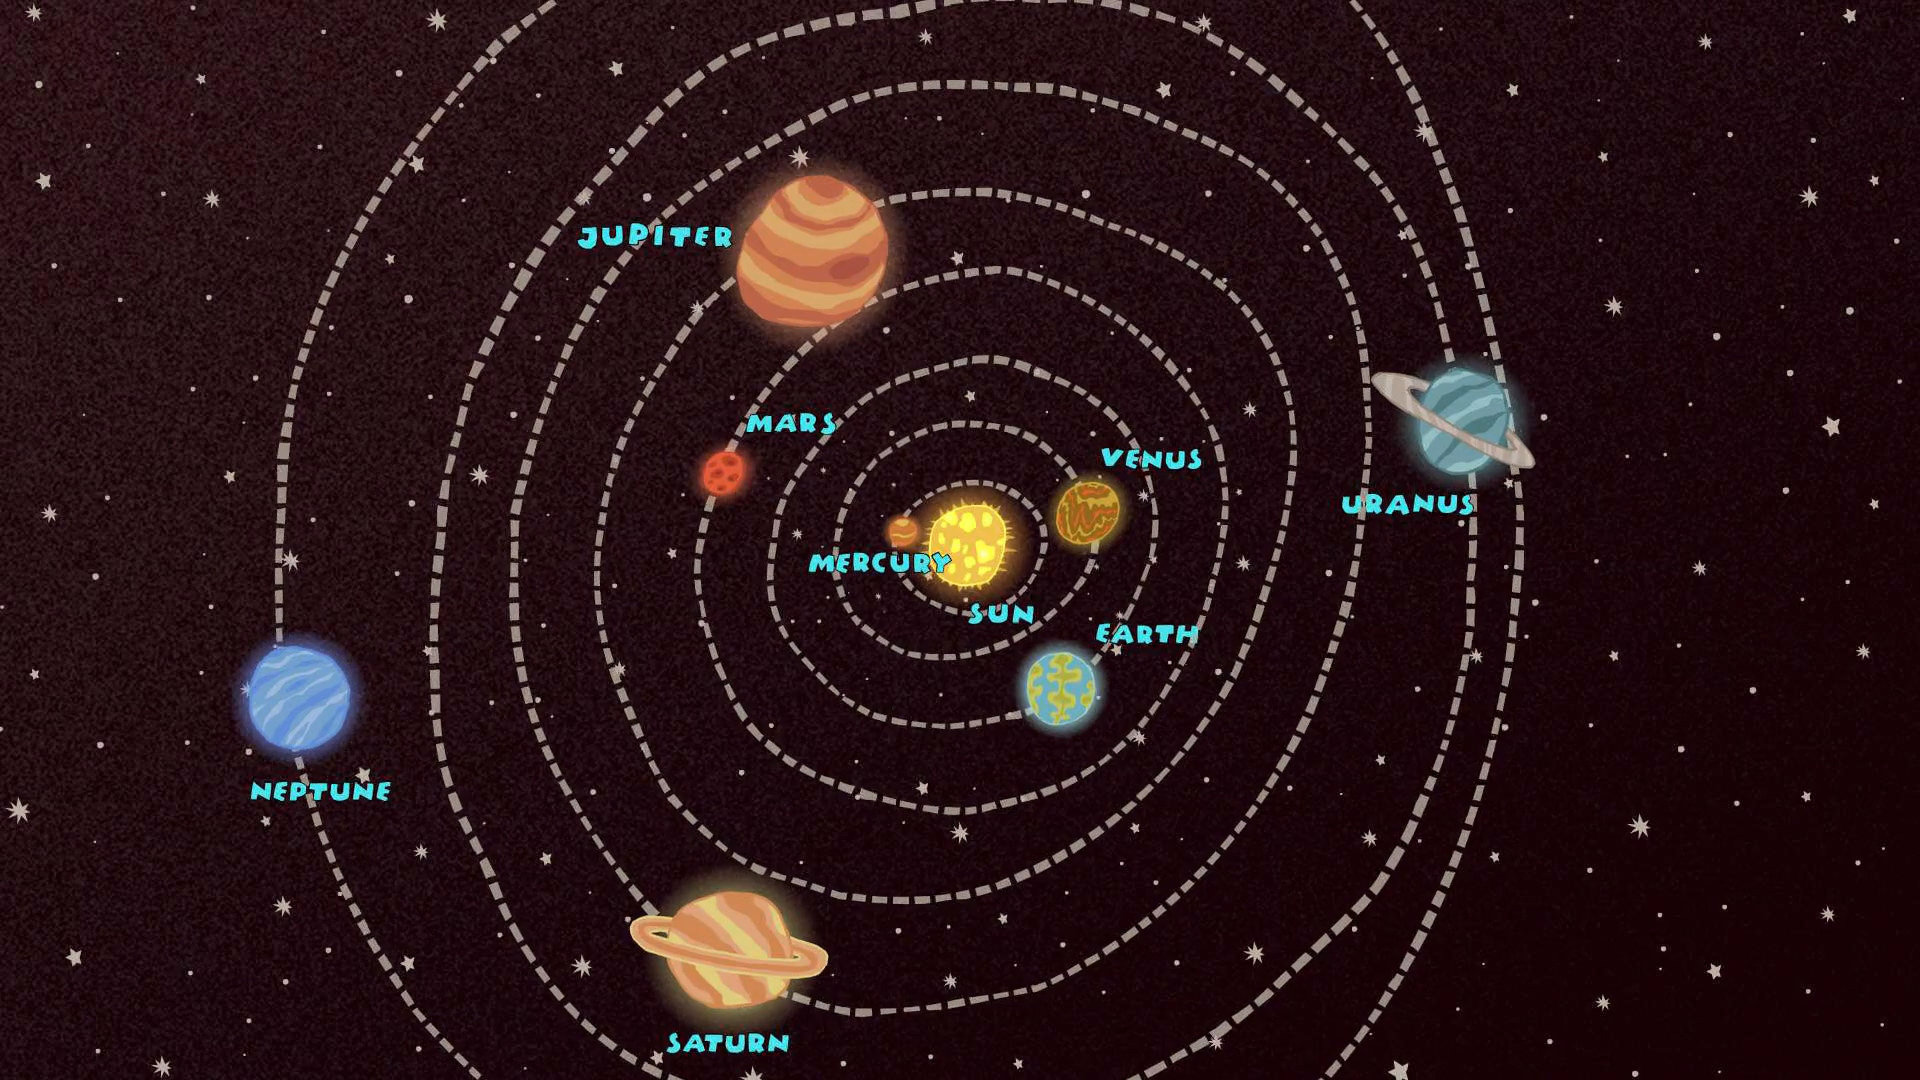 JUPITER
MARS
VENUS
URANUS
MERCURY
SUN
EARTH
NEPTUNE
SATURN